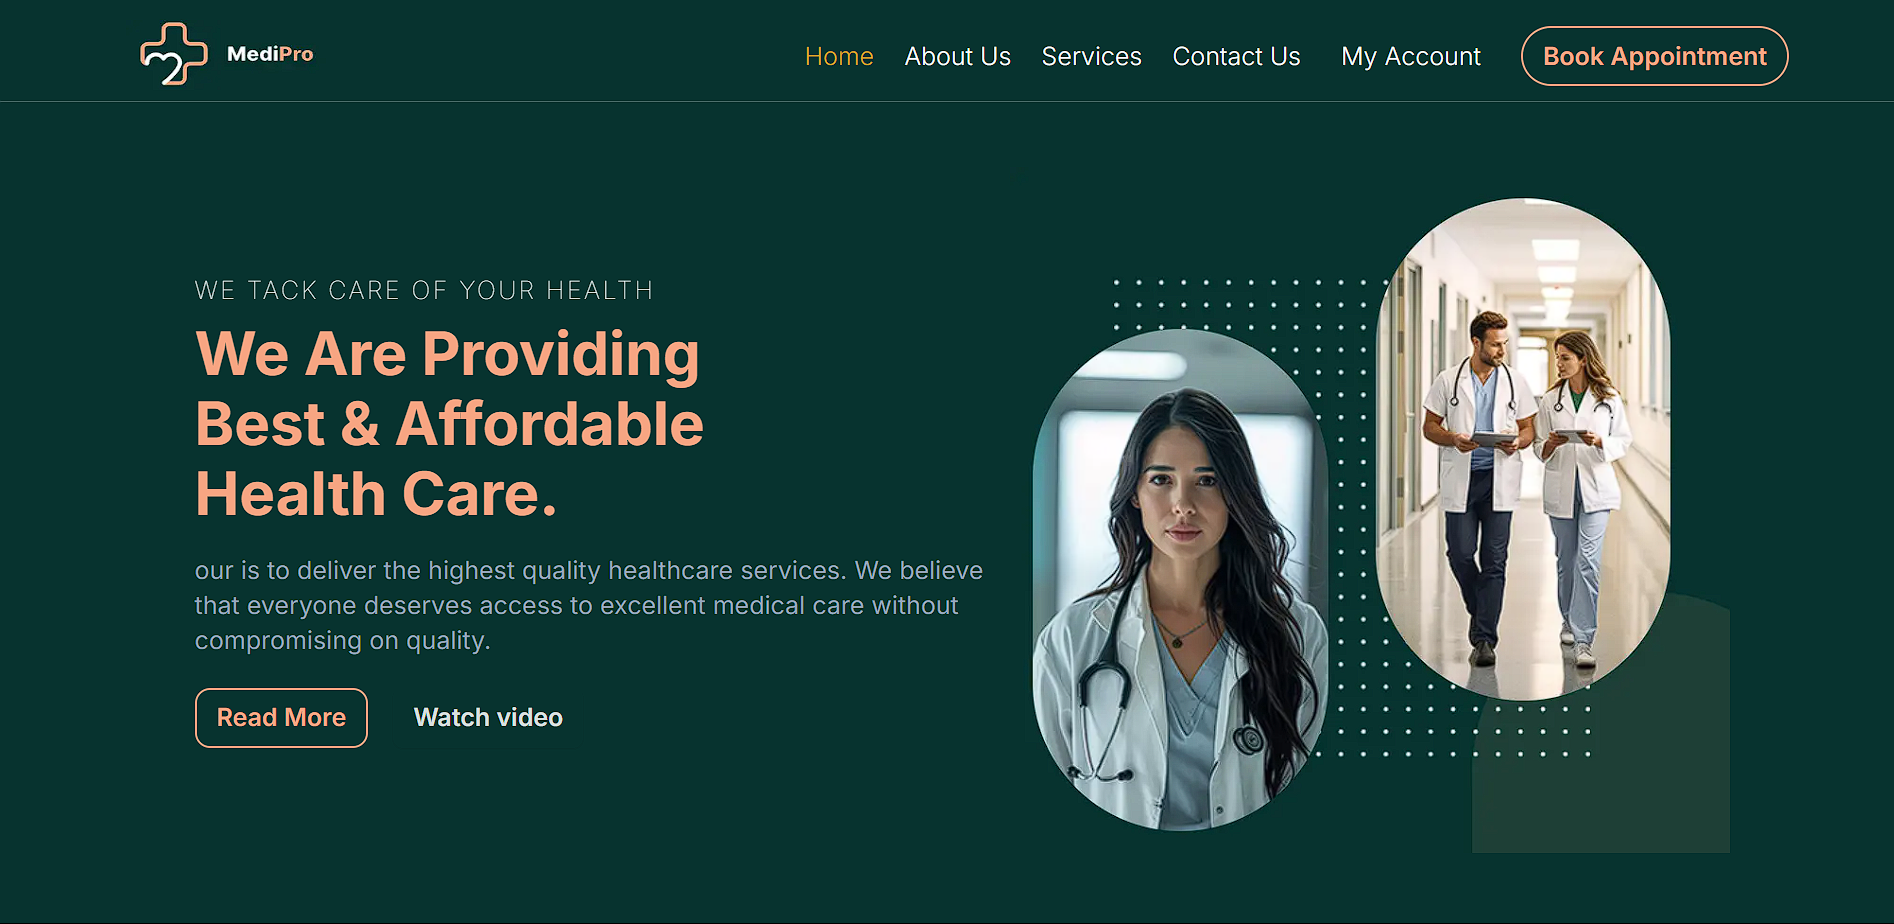 MediPro
Home
About Us
Services
Contact Us
My Account
Book Appointment
WE TACK CARE OF YOUR HEALTH
We Are Providing
Best & Affordable
Health Care.
our is to deliver the highest quality healthcare services. We believe
that everyone deserves access to excellent medical care without
compromising on quality.
Read More
Watch video